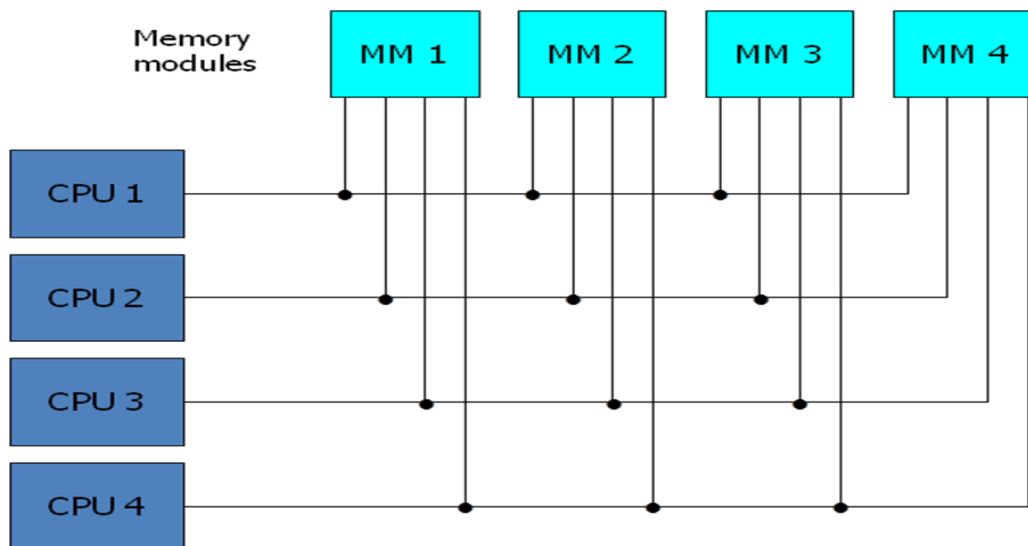 Memory
modules
MM 1
MM 2
MM 3
MM 4
CPU 1
CPU 2
CPU 3
CPU 4